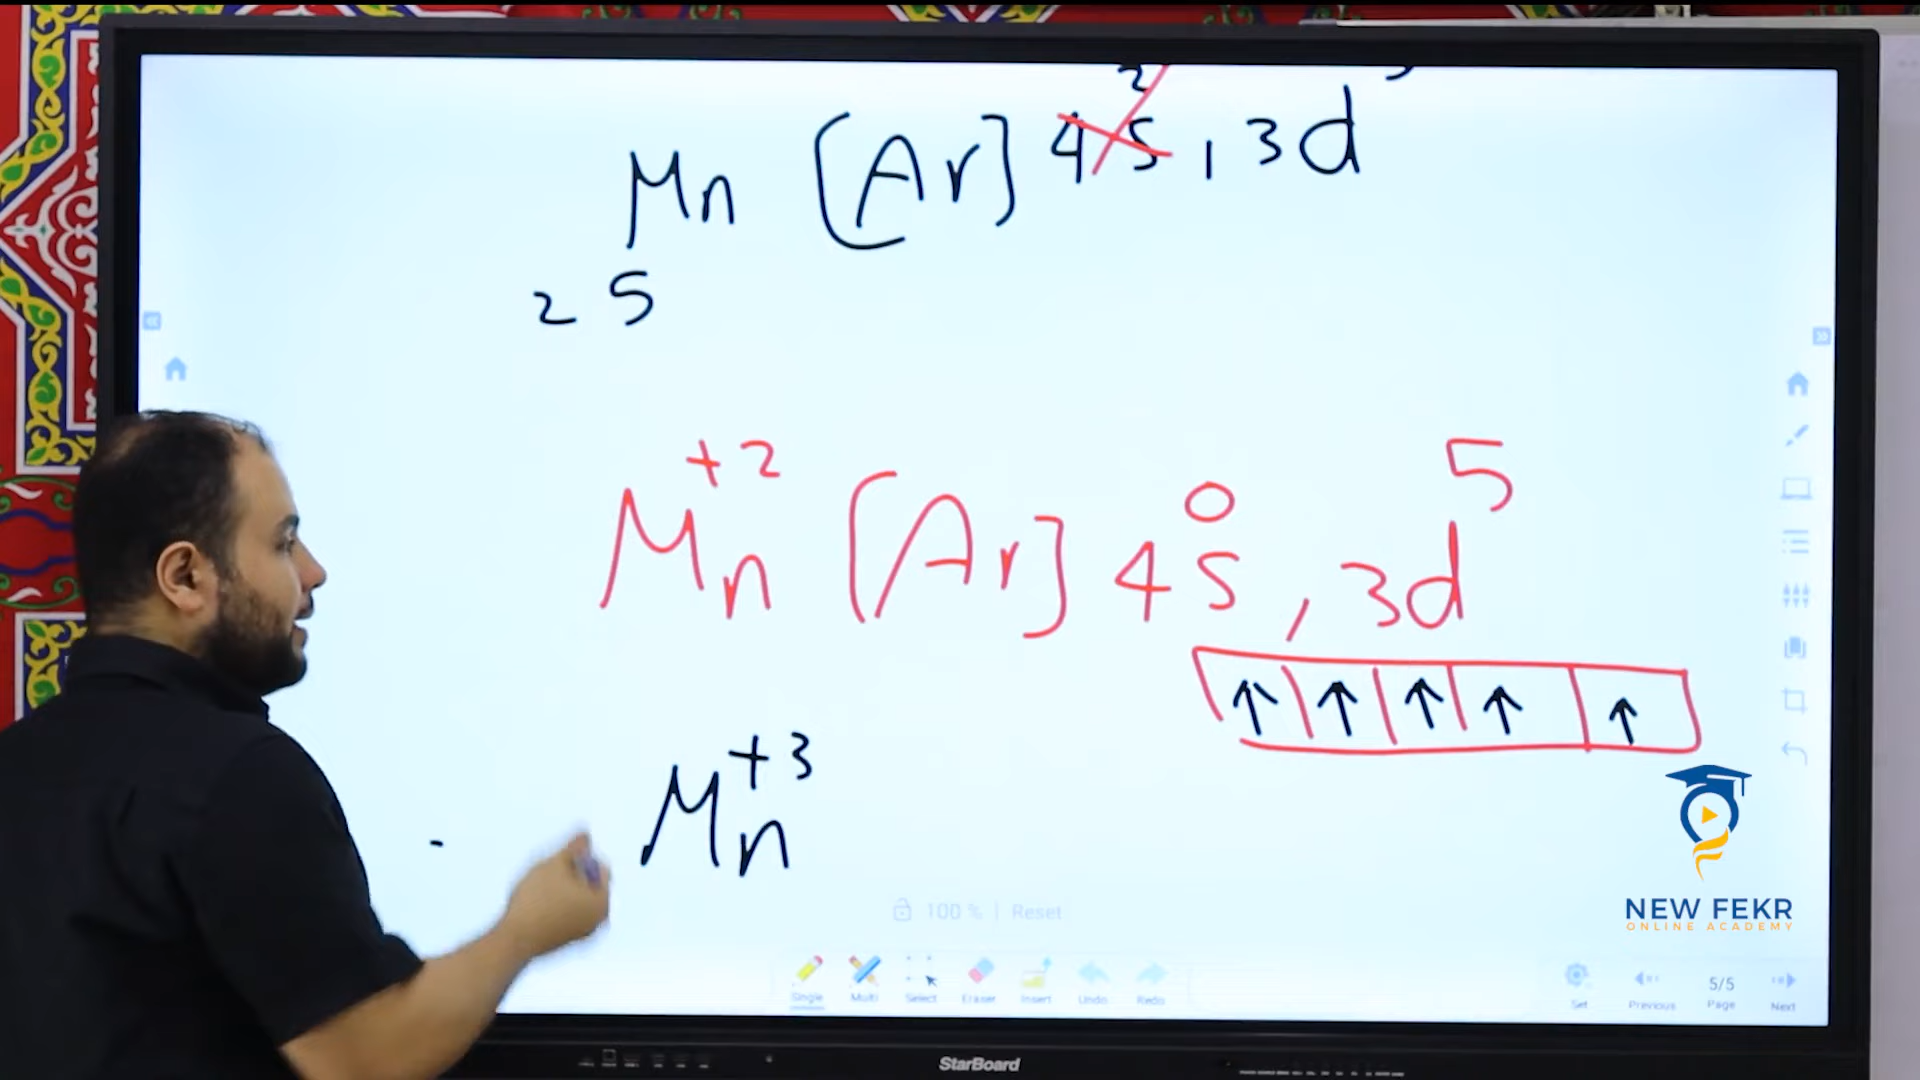 Mn [Ar] 4s², 3d⁵
25
Mn⁺² [Ar] 4s⁰, 3d⁵
↑ ↑ ↑ ↑ ↑
Mn⁺³
NEW FEKR
ONLINE ACADEMY
100 % | Reset
Single Multi Select Eraser Insert Undo Redo
Set Previous 5/5 Page Next
StarBoard